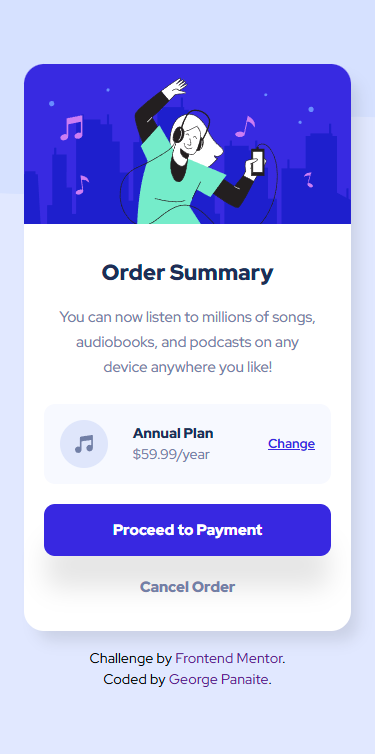 Order Summary
You can now listen to millions of songs,
audiobooks, and podcasts on any
device anywhere you like!
Annual Plan
$59.99/year
Change
Proceed to Payment
Cancel Order
Challenge by Frontend Mentor.
Coded by George Panaite.